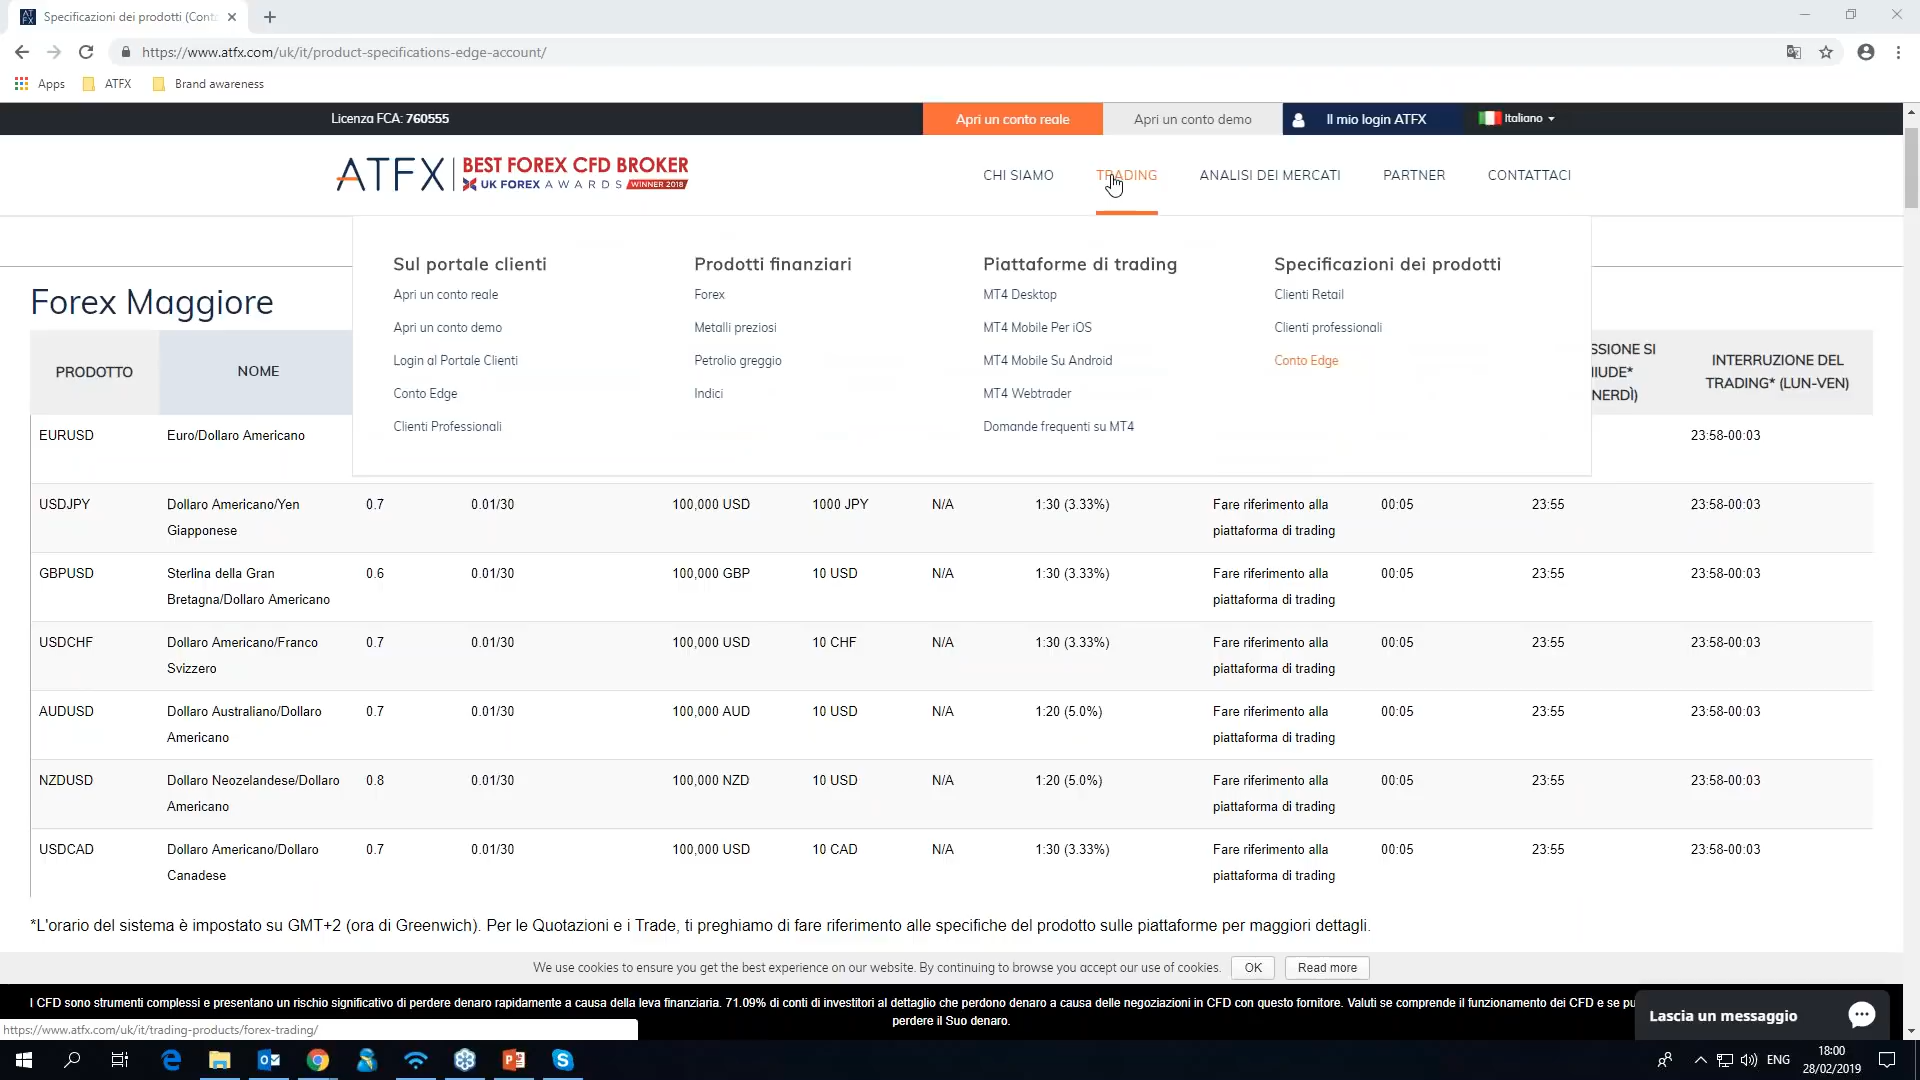 Specificazioni dei prodotti (Cont
https://www.atfx.com/uk/it/product-specifications-edge-account/
Apps ATFX Brand awareness
Licenza FCA: 760555
Apri un conto reale
Apri un conto demo
Il mio login ATFX
Italiano
ATFX BEST FOREX CFD BROKER
UK FOREX AWARDS WINNER 2018
CHI SIAMO TRADING ANALISI DEI MERCATI PARTNER CONTATTACI
Sul portale clienti
Apri un conto reale
Apri un conto demo
Login al Portale Clienti
Conto Edge
Clienti Professionali
Prodotti finanziari
Forex
Metalli preziosi
Petrolio greggio
Indici
Piattaforme di trading
MT4 Desktop
MT4 Mobile Per iOS
MT4 Mobile Su Android
MT4 Webtrader
Domande frequenti su MT4
Specificazioni dei prodotti
Clienti Retail
Clienti professionali
Conto Edge
Forex Maggiore
PRODOTTO NOME
SSIONE SI
IUDE*
NERDÌ)
INTERRUZIONE DEL
TRADING* (LUN-VEN)
EURUSD Euro/Dollaro Americano 23:58-00:03
USDJPY Dollaro Americano/Yen 0.7 0.01/30 100,000 USD 1000 JPY N/A 1:30 (3.33%) Fare riferimento alla 00:05 23:55 23:58-00:03
Giapponese piattaforma di trading
GBPUSD Sterlina della Gran 0.6 0.01/30 100,000 GBP 10 USD N/A 1:30 (3.33%) Fare riferimento alla 00:05 23:55 23:58-00:03
Bretagna/Dollaro Americano piattaforma di trading
USDCHF Dollaro Americano/Franco 0.7 0.01/30 100,000 USD 10 CHF N/A 1:30 (3.33%) Fare riferimento alla 00:05 23:55 23:58-00:03
Svizzero piattaforma di trading
AUDUSD Dollaro Australiano/Dollaro 0.7 0.01/30 100,000 AUD 10 USD N/A 1:20 (5.0%) Fare riferimento alla 00:05 23:55 23:58-00:03
Americano piattaforma di trading
NZDUSD Dollaro Neozelandese/Dollaro 0.8 0.01/30 100,000 NZD 10 USD N/A 1:20 (5.0%) Fare riferimento alla 00:05 23:55 23:58-00:03
Americano piattaforma di trading
USDCAD Dollaro Americano/Dollaro 0.7 0.01/30 100,000 USD 10 CAD N/A 1:30 (3.33%) Fare riferimento alla 00:05 23:55 23:58-00:03
Canadese piattaforma di trading
*L'orario del sistema è impostato su GMT+2 (ora di Greenwich). Per le Quotazioni e i Trade, ti preghiamo di fare riferimento alle specifiche del prodotto sulle piattaforme per maggiori dettagli.
We use cookies to ensure you get the best experience on our website. By continuing to browse you accept our use of cookies. OK Read more
I CFD sono strumenti complessi e presentano un rischio significativo di perdere denaro rapidamente a causa della leva finanziaria. 71.09% di conti di investitori al dettaglio che perdono denaro a causa delle negoziazioni in CFD con questo fornitore. Valuti se comprende il funzionamento dei CFD e se pu
perdere il Suo denaro.
Lascia un messaggio
https://www.atfx.com/uk/it/trading-products/forex-trading/
ENG
18:00
28/02/2019